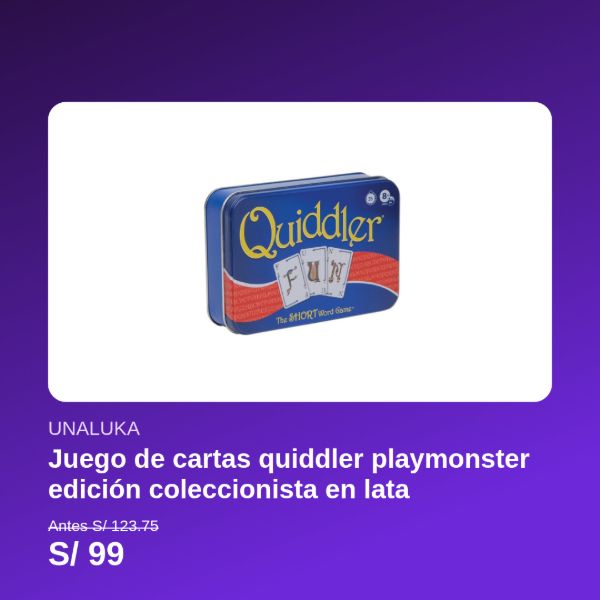 Quiddler
8+
F U N
The SHORT Word Game
UNALUKA
Juego de cartas quiddler playmonster
edición coleccionista en lata
Antes S/ 123.75
S/ 99